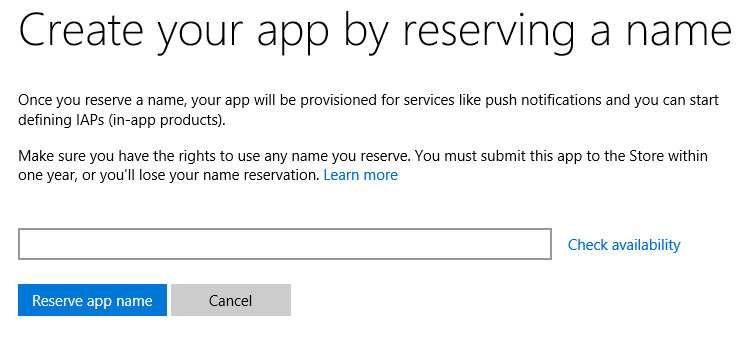 Create your app by reserving a name
Once you reserve a name, your app will be provisioned for services like push notifications and you can start
defining IAPs (in-app products).
Make sure you have the rights to use any name you reserve. You must submit this app to the Store within
one year, or you'll lose your name reservation. Learn more
Check availability
Reserve app name Cancel